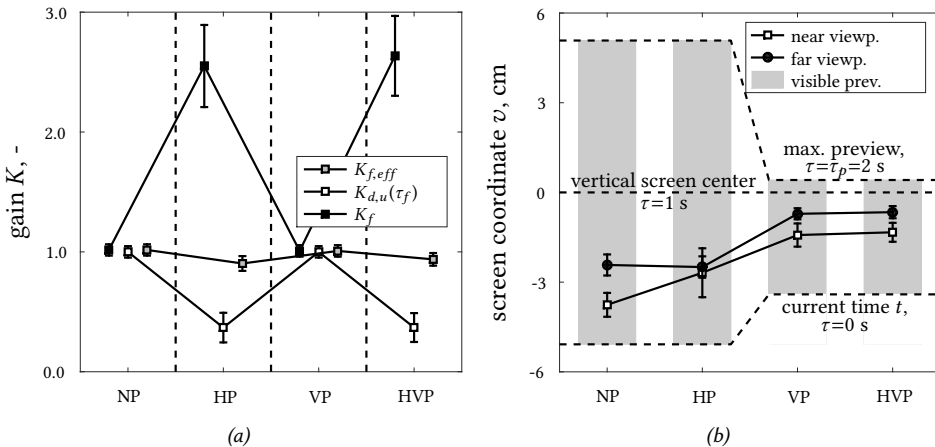 3.0
2.0
1.0
0.0
gain K, -
K_{f,eff}
K_{d,u}(τ_f)
K_f
NP
HP
VP
HVP
(a)
6
3
0
-3
-6
screen coordinate v, cm
near viewp.
far viewp.
visible prev.
max. preview,
τ=τ_p=2 s
vertical screen center
τ=1 s
current time t,
τ=0 s
NP
HP
VP
HVP
(b)